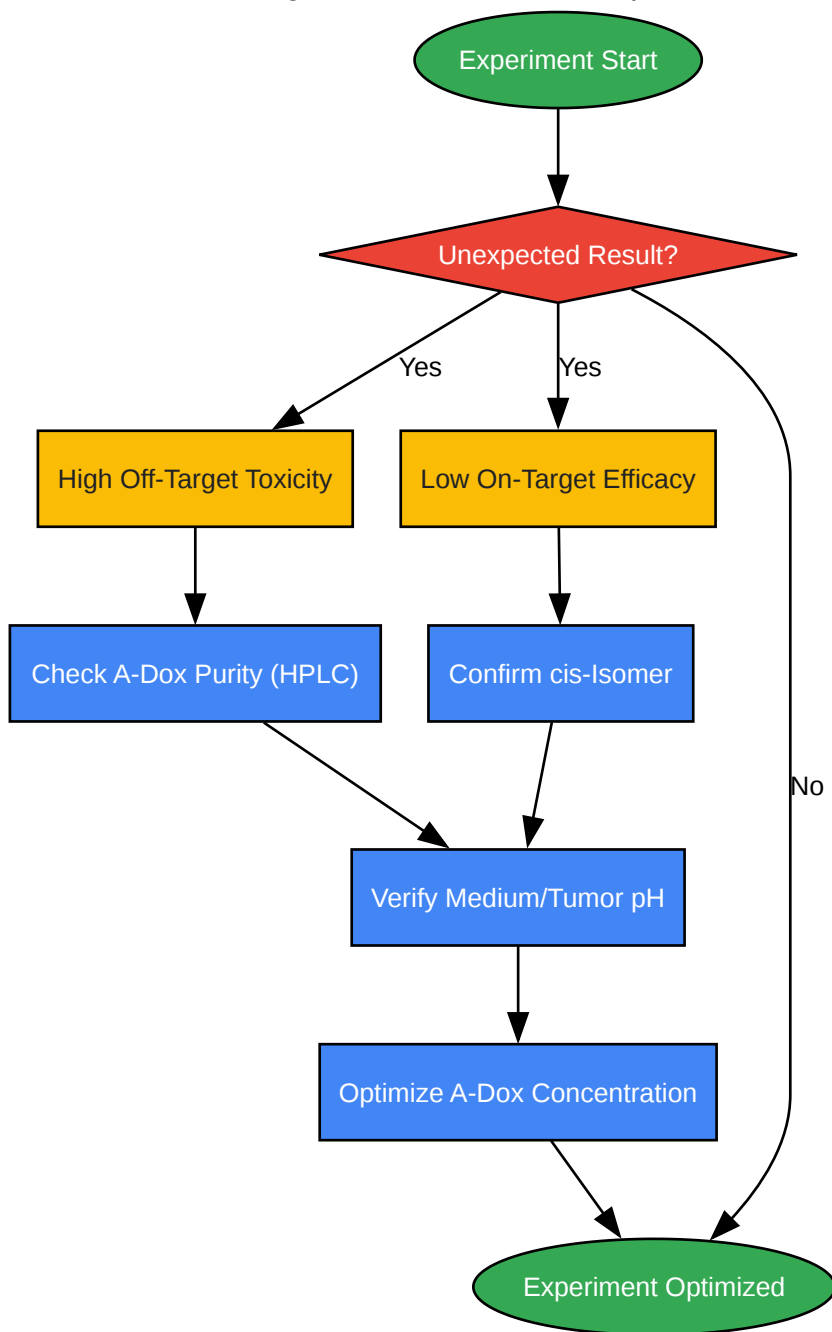 Experiment Start
Unexpected Result?
Yes
Yes
High Off-Target Toxicity
Low On-Target Efficacy
Check A-Dox Purity (HPLC)
Confirm cis-Isomer
No
Verify Medium/Tumor pH
Optimize A-Dox Concentration
Experiment Optimized